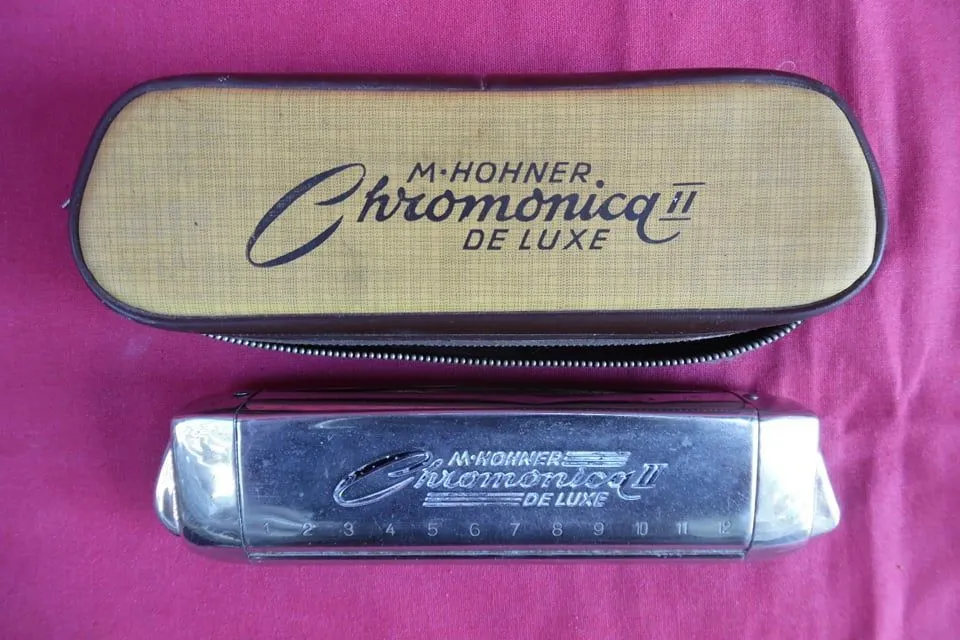 M·HOHNER
Chromonica II
DE LUXE
M·HOHNER
Chromonica II
DE LUXE
1 2 3 4 5 6 7 8 9 10 11 12